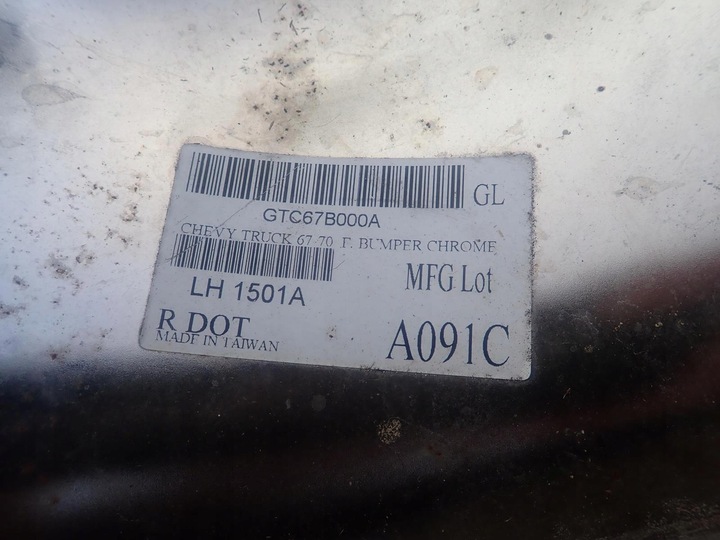 GL
GTC67B000A
CHEVY TRUCK 67 70 F. BUMPER CHROME
MFG Lot
LH 1501A
R DOT
A091C
MADE IN TAIWAN